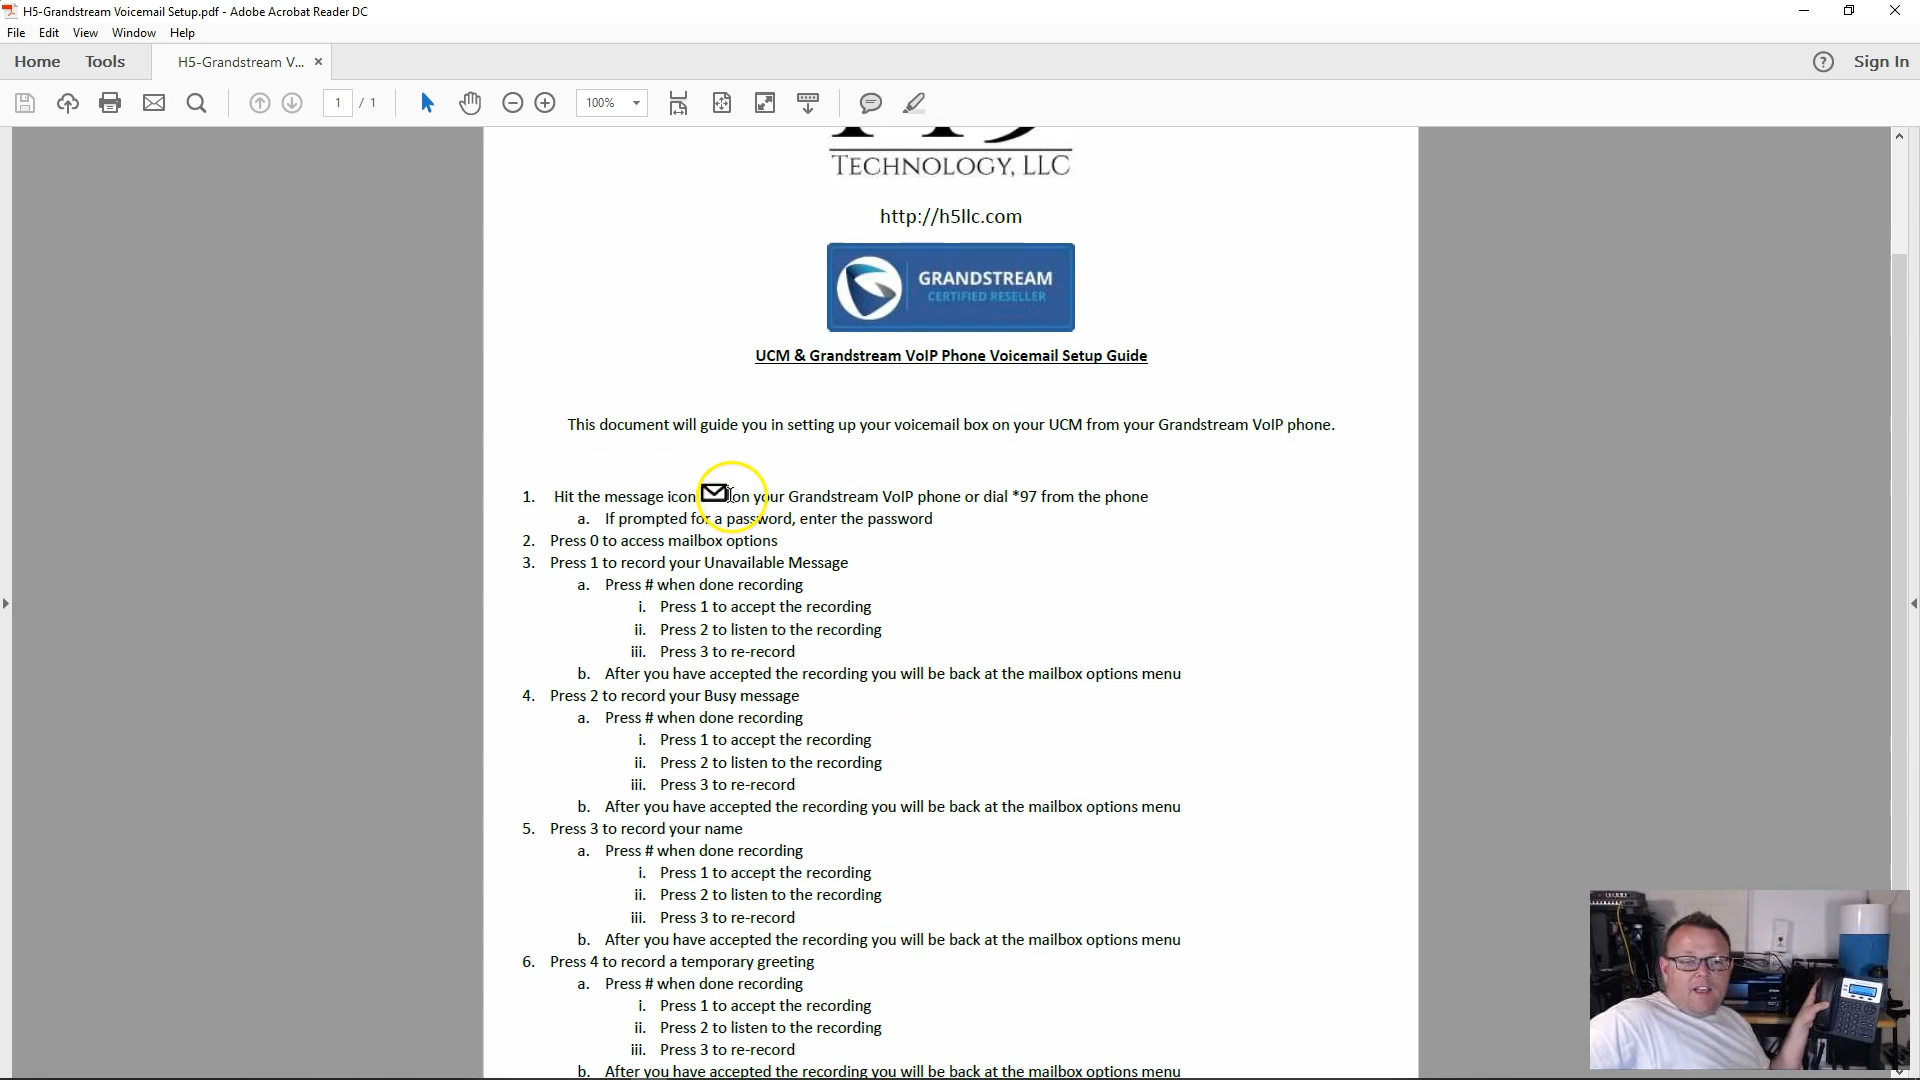 H5-Grandstream Voicemail Setup.pdf - Adobe Acrobat Reader DC
File Edit View Window Help
Home Tools H5-Grandstream V... Sign In
1 / 1 100%
TECHNOLOGY, LLC
http://h5llc.com
GRANDSTREAM
CERTIFIED RESELLER
UCM & Grandstream VoIP Phone Voicemail Setup Guide
This document will guide you in setting up your voicemail box on your UCM from your Grandstream VoIP phone.
1. Hit the message icon on your Grandstream VoIP phone or dial *97 from the phone
a. If prompted for a password, enter the password
2. Press 0 to access mailbox options
3. Press 1 to record your Unavailable Message
a. Press # when done recording
i. Press 1 to accept the recording
ii. Press 2 to listen to the recording
iii. Press 3 to re-record
b. After you have accepted the recording you will be back at the mailbox options menu
4. Press 2 to record your Busy message
a. Press # when done recording
i. Press 1 to accept the recording
ii. Press 2 to listen to the recording
iii. Press 3 to re-record
b. After you have accepted the recording you will be back at the mailbox options menu
5. Press 3 to record your name
a. Press # when done recording
i. Press 1 to accept the recording
ii. Press 2 to listen to the recording
iii. Press 3 to re-record
b. After you have accepted the recording you will be back at the mailbox options menu
6. Press 4 to record a temporary greeting
a. Press # when done recording
i. Press 1 to accept the recording
ii. Press 2 to listen to the recording
iii. Press 3 to re-record
b. After you have accepted the recording you will be back at the mailbox options menu